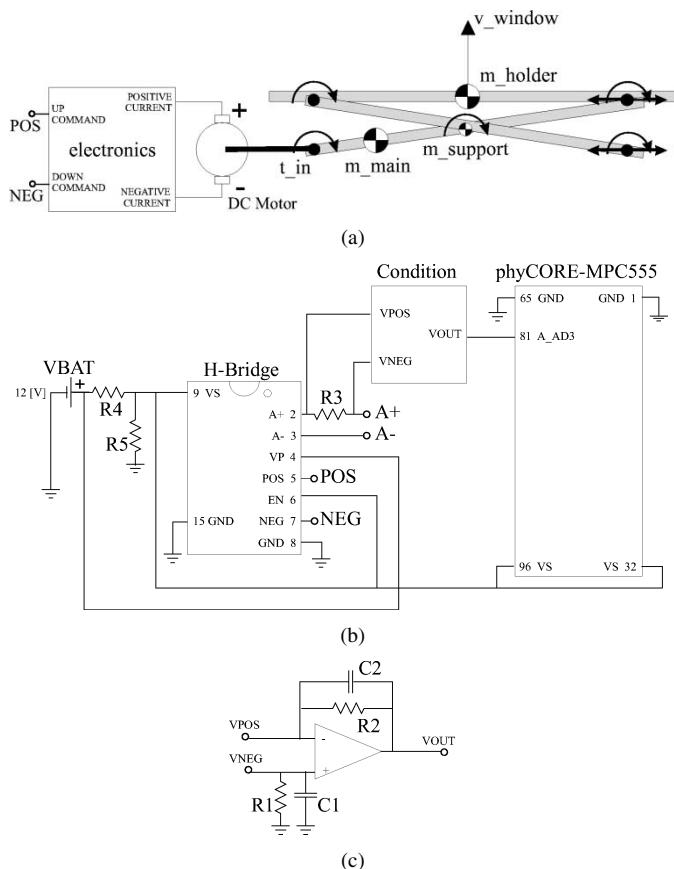 v_window
m_holder
POSITIVE
CURRENT
UP
COMMAND
POS
electronics
DOWN
COMMAND
NEG
NEGATIVE
CURRENT
+
-
DC Motor
t_in
m_main
m_support
(a)
Condition
phyCORE-MPC555
VPOS
VOUT
VNEG
65 GND
GND 1
81 A_AD3
VBAT
12 [V]
+
R4
R5
H-Bridge
9 VS
A+ 2
R3
A+
A- 3
A-
VP 4
POS 5
POS
EN 6
15 GND
NEG 7
NEG
GND 8
96 VS
VS 32
(b)
C2
R2
VPOS
-
VOUT
VNEG
+
R1
C1
(c)